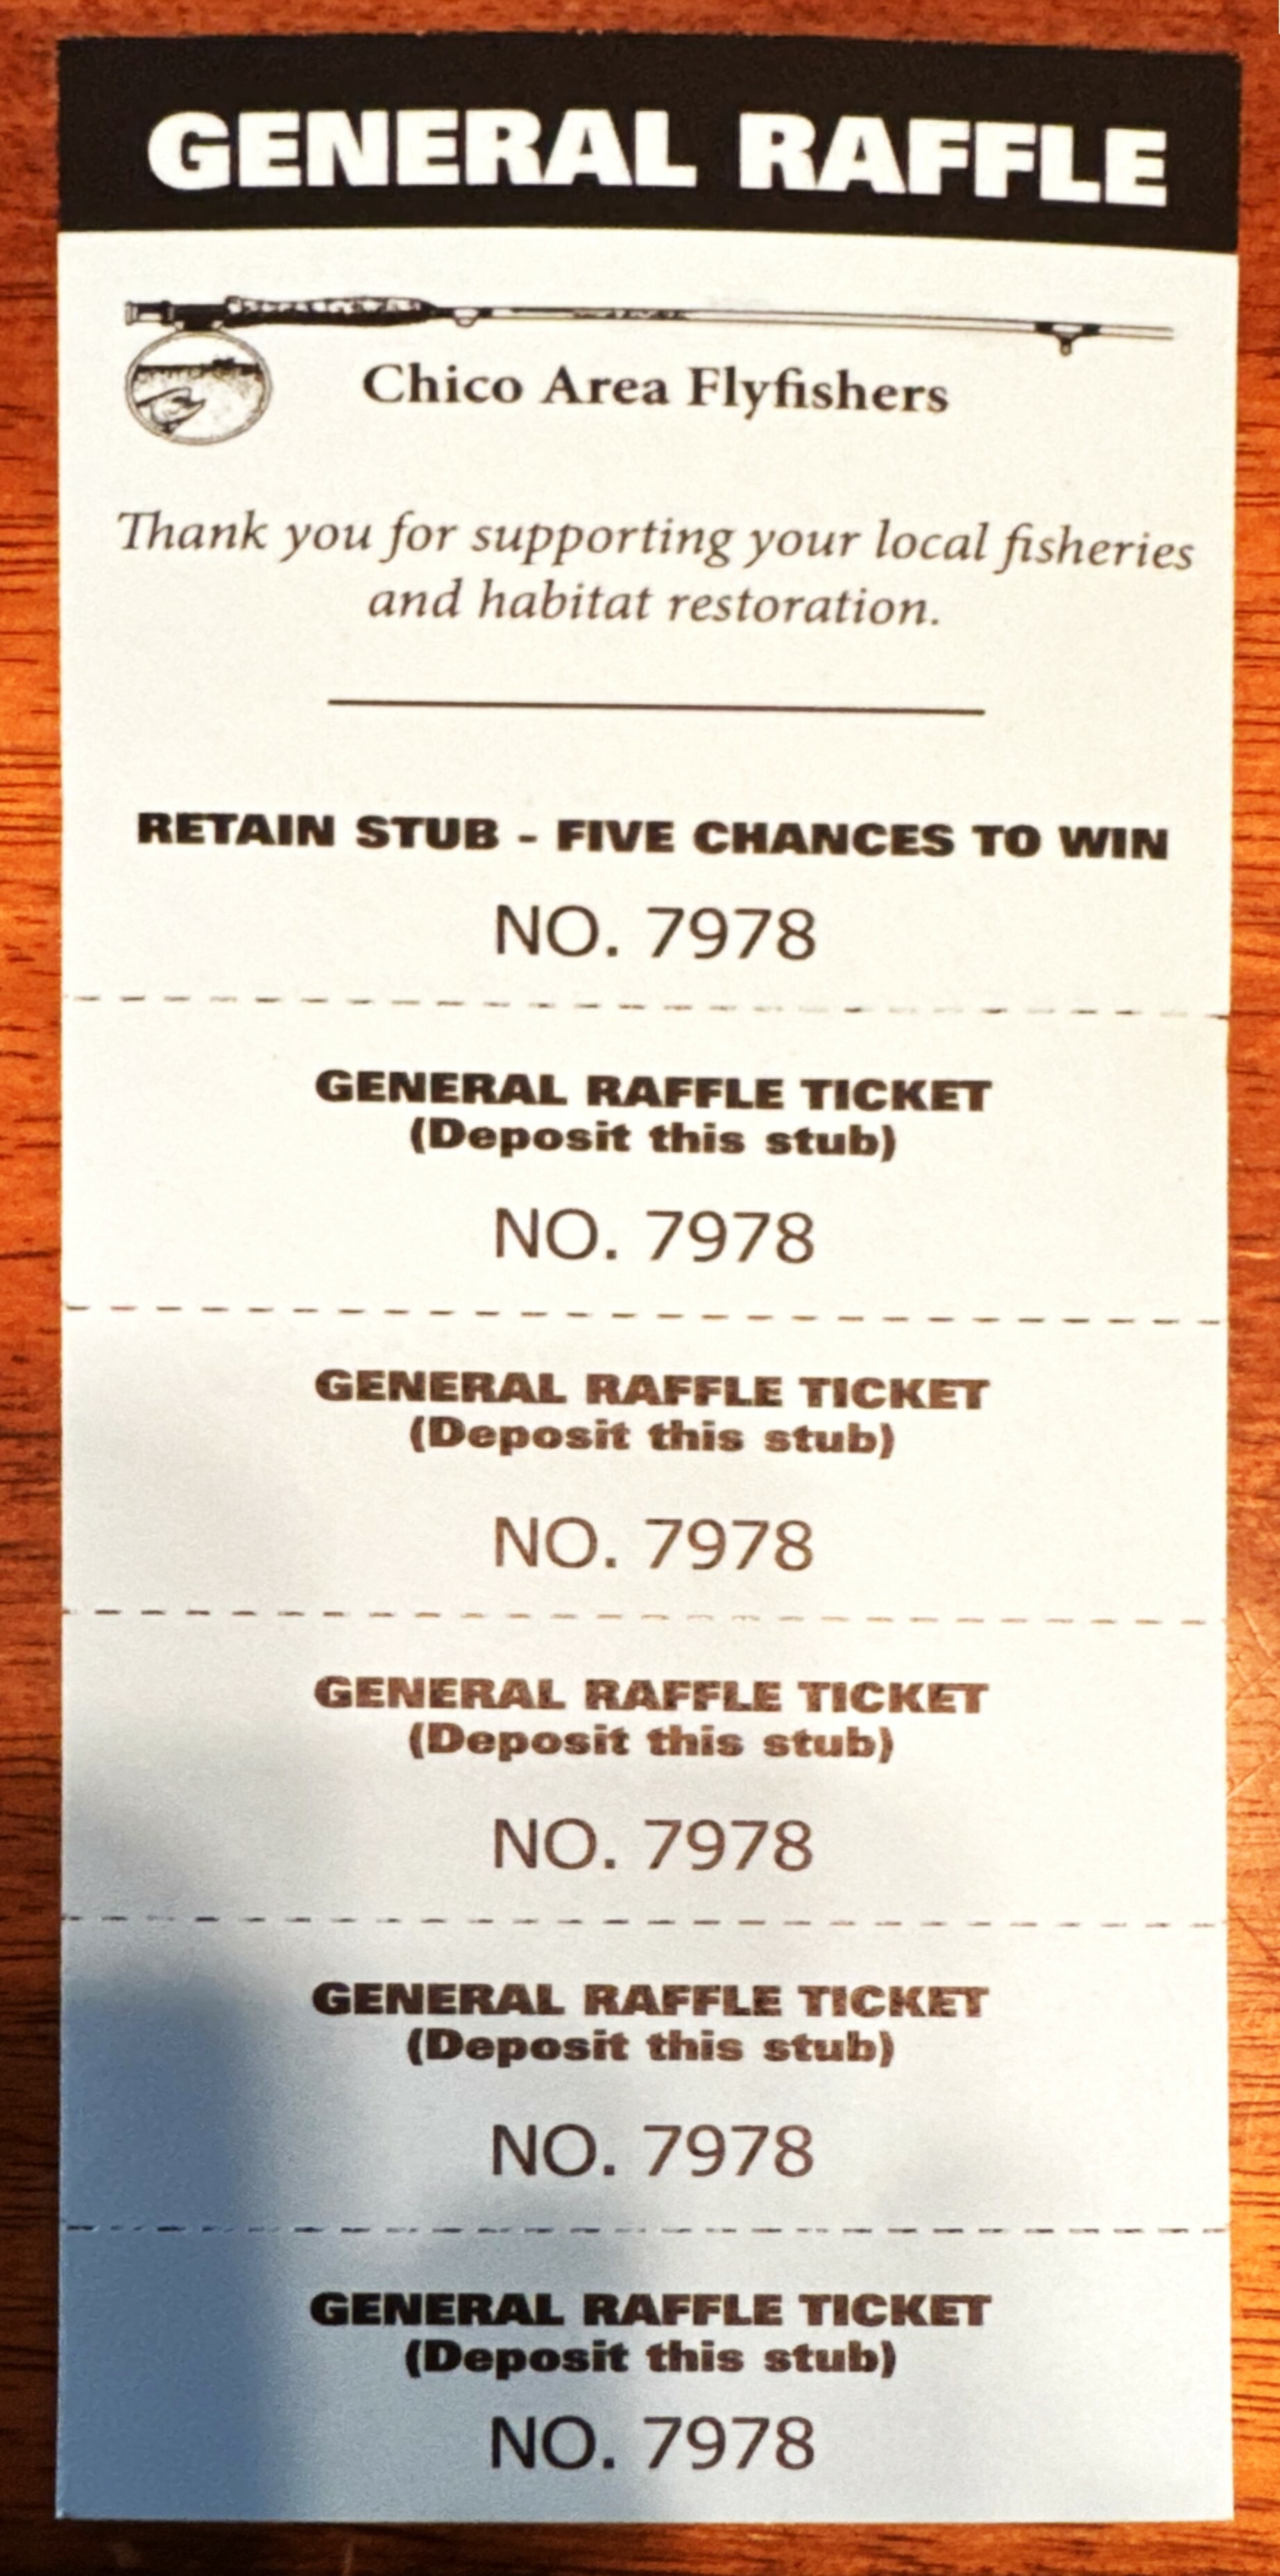 GENERAL RAFFLE
Chico Area Flyfishers
Thank you for supporting your local fisheries
and habitat restoration.
RETAIN STUB - FIVE CHANCES TO WIN
NO. 7978
GENERAL RAFFLE TICKET
(Deposit this stub)
NO. 7978
GENERAL RAFFLE TICKET
(Deposit this stub)
NO. 7978
GENERAL RAFFLE TICKET
(Deposit this stub)
NO. 7978
GENERAL RAFFLE TICKET
(Deposit this stub)
NO. 7978
GENERAL RAFFLE TICKET
(Deposit this stub)
NO. 7978